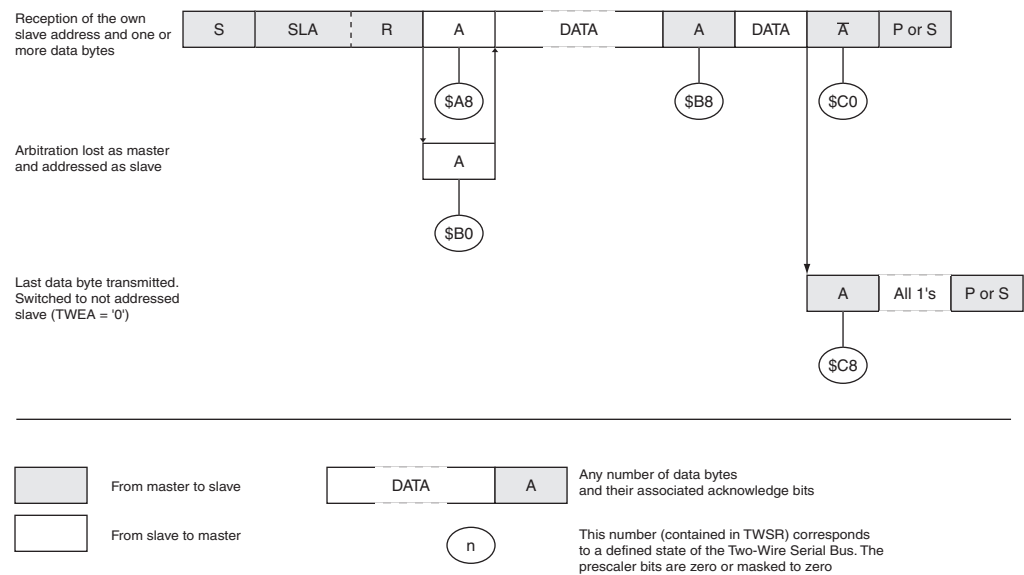 Reception of the own
slave address and one or
more data bytes
S SLA R A DATA A DATA A̅ P or S
$A8 $B8 $C0
Arbitration lost as master
and addressed as slave
A
$B0
Last data byte transmitted.
Switched to not addressed
slave (TWEA = '0')
A All 1's P or S
$C8
From master to slave
DATA A
Any number of data bytes
and their associated acknowledge bits
From slave to master
n
This number (contained in TWSR) corresponds
to a defined state of the Two-Wire Serial Bus. The
prescaler bits are zero or masked to zero